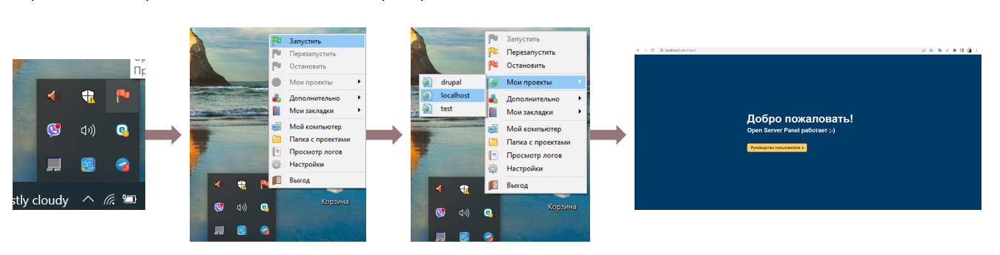 Пр
stly cloudy
Запустить
Перезапустить
Остановить
Мои проекты
Дополнительно
Мои закладки
Мой компьютер
Папка с проектами
Просмотр логов
Настройки
Выход
Корзина
Запустить
Перезапустить
Остановить
Мои проекты
drupal
localhost
test
Дополнительно
Мои закладки
Мой компьютер
Папка с проектами
Просмотр логов
Настройки
Выход
Корзина
localhost/index1.html
Добро пожаловать!
Open Server Panel работает ;-)
Руководство пользователя >